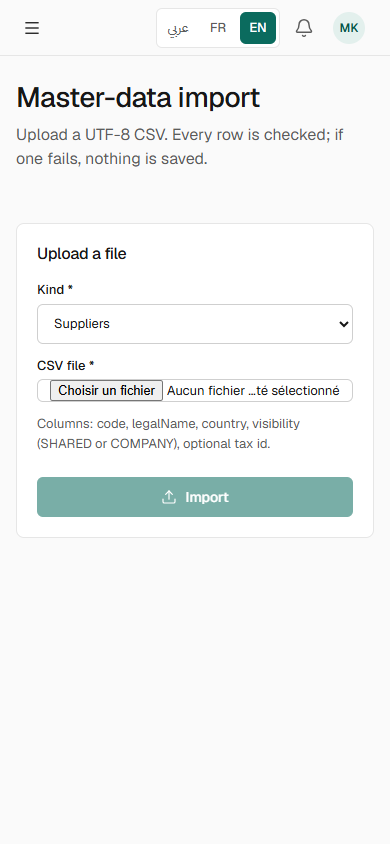 عربي FR EN MK
Master-data import
Upload a UTF-8 CSV. Every row is checked; if
one fails, nothing is saved.
Upload a file
Kind *
Suppliers
CSV file *
Choisir un fichier Aucun fichier ...té sélectionné
Columns: code, legalName, country, visibility
(SHARED or COMPANY), optional tax id.
Import